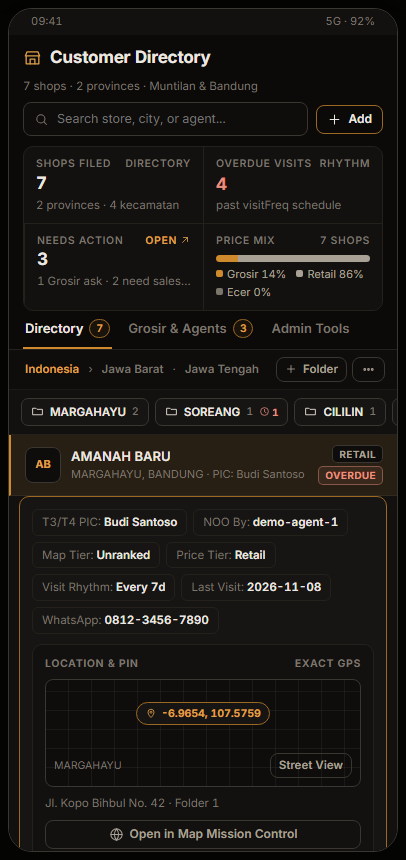 09:41 5G · 92%
Customer Directory
7 shops · 2 provinces · Muntilan & Bandung
Search store, city, or agent...
+ Add
SHOPS FILED DIRECTORY
7
2 provinces · 4 kecamatan
OVERDUE VISITS RHYTHM
4
past visitFreq schedule
NEEDS ACTION OPEN ↗
3
1 Grosir ask · 2 need sales...
PRICE MIX 7 SHOPS
Grosir 14% Retail 86%
Ecer 0%
Directory 7 Grosir & Agents 3 Admin Tools
Indonesia › Jawa Barat · Jawa Tengah + Folder •••
MARGAHAYU 2 SOREANG 1 1 CILILIN 1
AB
AMANAH BARU
MARGAHAYU, BANDUNG · PIC: Budi Santoso
RETAIL
OVERDUE
T3/T4 PIC: Budi Santoso NOO By: demo-agent-1
Map Tier: Unranked Price Tier: Retail
Visit Rhythm: Every 7d Last Visit: 2026-11-08
WhatsApp: 0812-3456-7890
LOCATION & PIN EXACT GPS
-6.9654, 107.5759
MARGAHAYU Street View
Jl. Kopo Bihbul No. 42 · Folder 1
Open in Map Mission Control